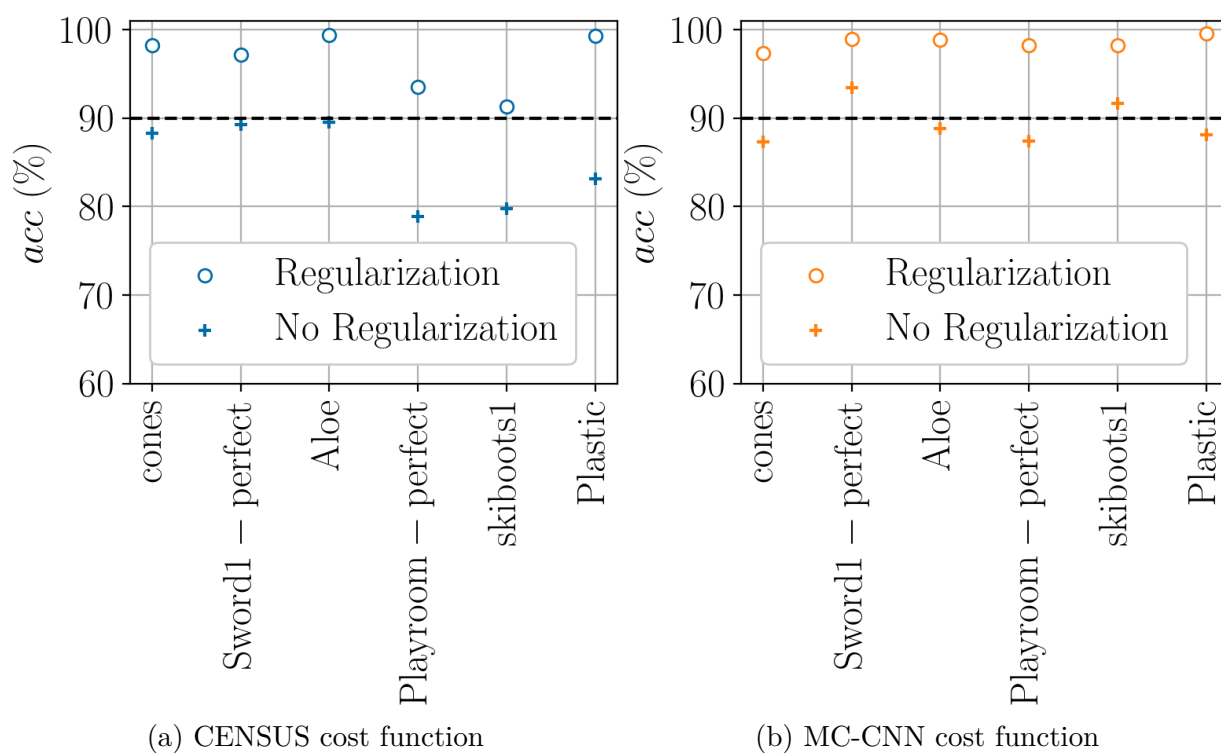 100
90
80
70
60
acc (%)
Regularization
No Regularization
cones
Sword1 − perfect
Aloe
Playroom − perfect
skiboots1
Plastic
(a) CENSUS cost function
100
90
80
70
60
acc (%)
Regularization
No Regularization
cones
Sword1 − perfect
Aloe
Playroom − perfect
skiboots1
Plastic
(b) MC-CNN cost function